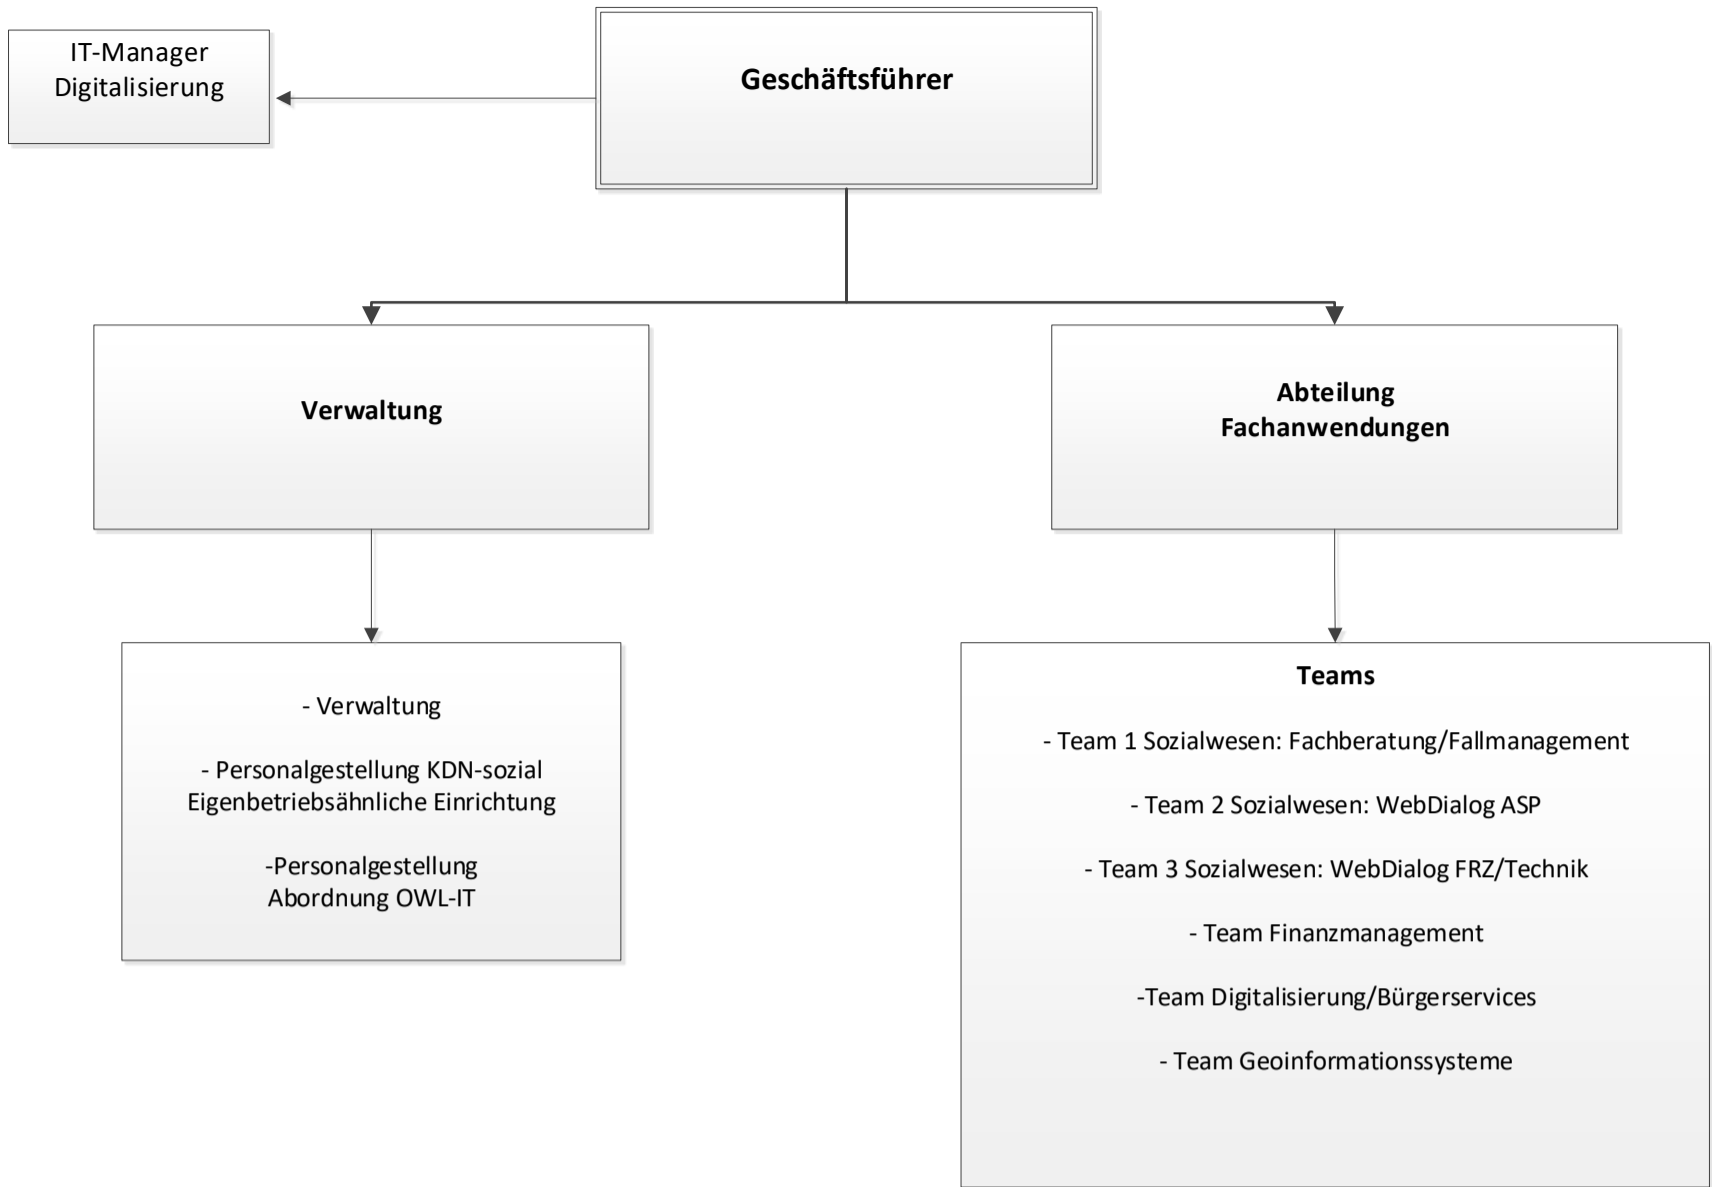 IT-Manager
Digitalisierung
Geschäftsführer
Verwaltung
Abteilung
Fachanwendungen
- Verwaltung
- Personalgestellung KDN-sozial
Eigenbetriebsähnliche Einrichtung
-Personalgestellung
Abordnung OWL-IT
Teams
- Team 1 Sozialwesen: Fachberatung/Fallmanagement
- Team 2 Sozialwesen: WebDialog ASP
- Team 3 Sozialwesen: WebDialog FRZ/Technik
- Team Finanzmanagement
-Team Digitalisierung/Bürgerservices
- Team Geoinformationssysteme